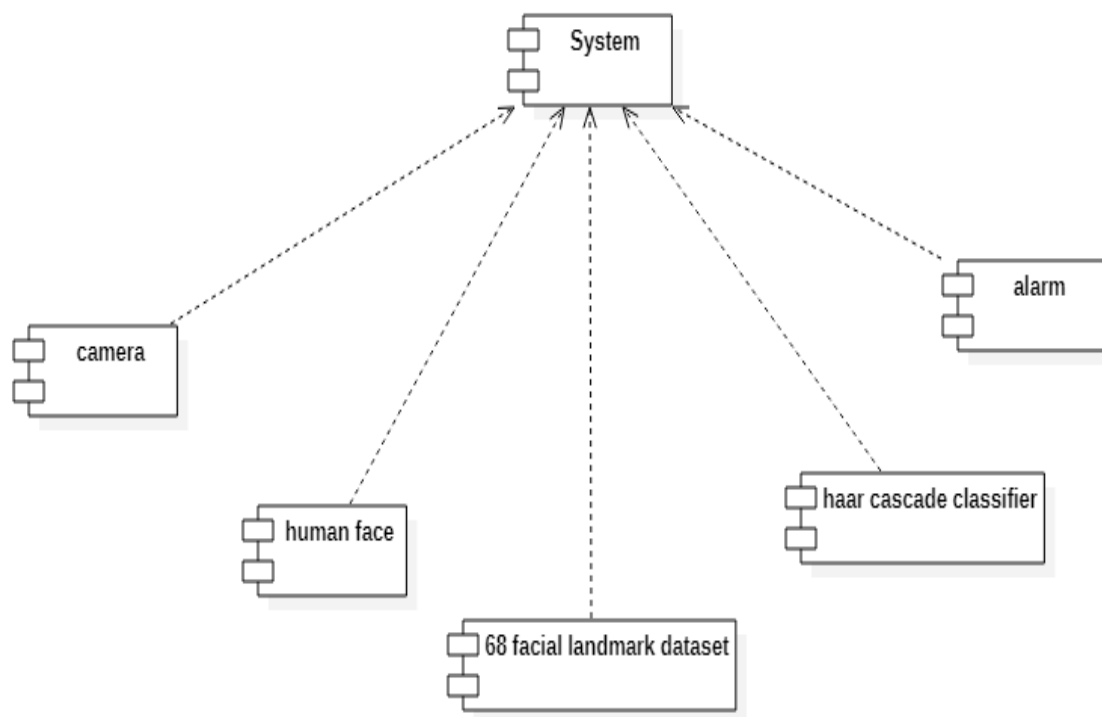 System
alarm
camera
haar cascade classifier
human face
68 facial landmark dataset